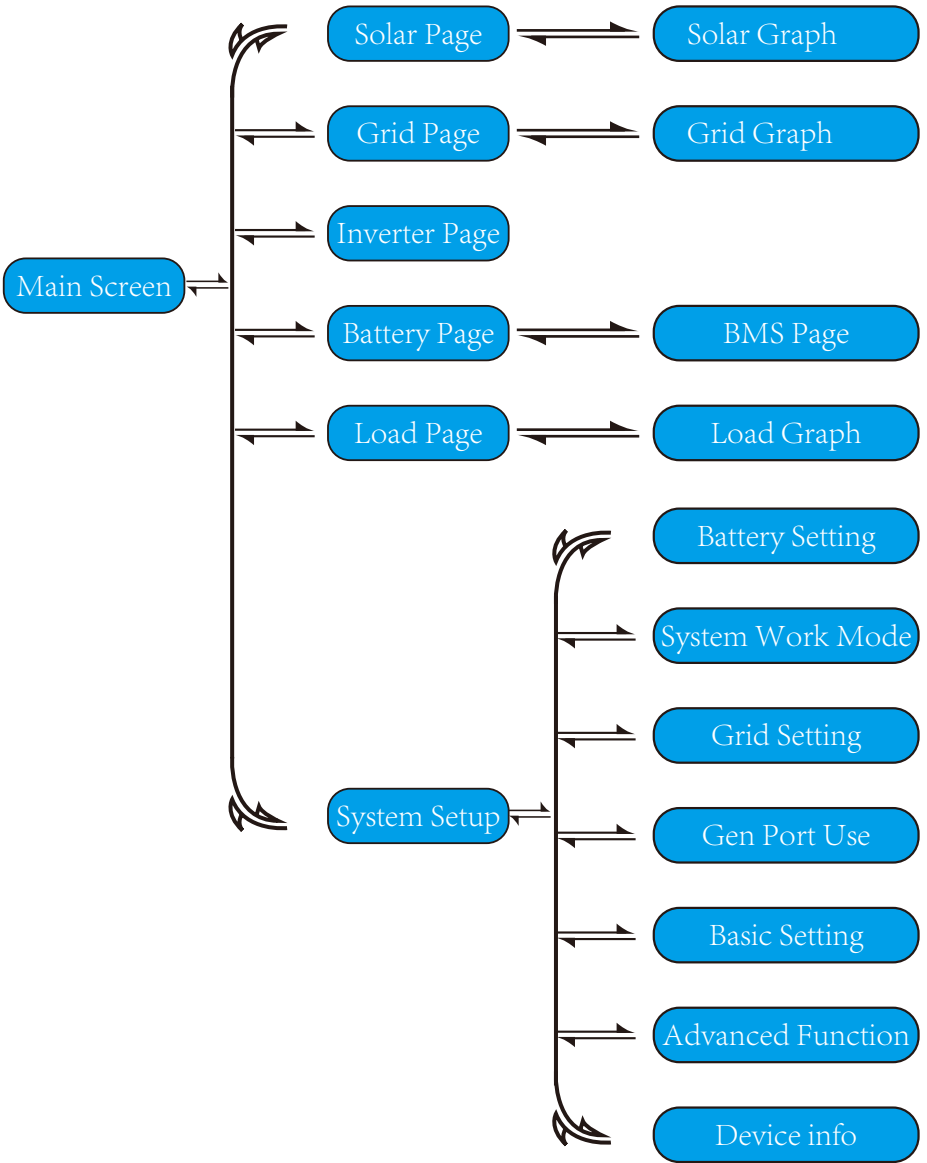 Solar Page
Solar Graph
Grid Page
Grid Graph
Inverter Page
Main Screen
Battery Page
BMS Page
Load Page
Load Graph
Battery Setting
System Work Mode
Grid Setting
System Setup
Gen Port Use
Basic Setting
Advanced Function
Device info